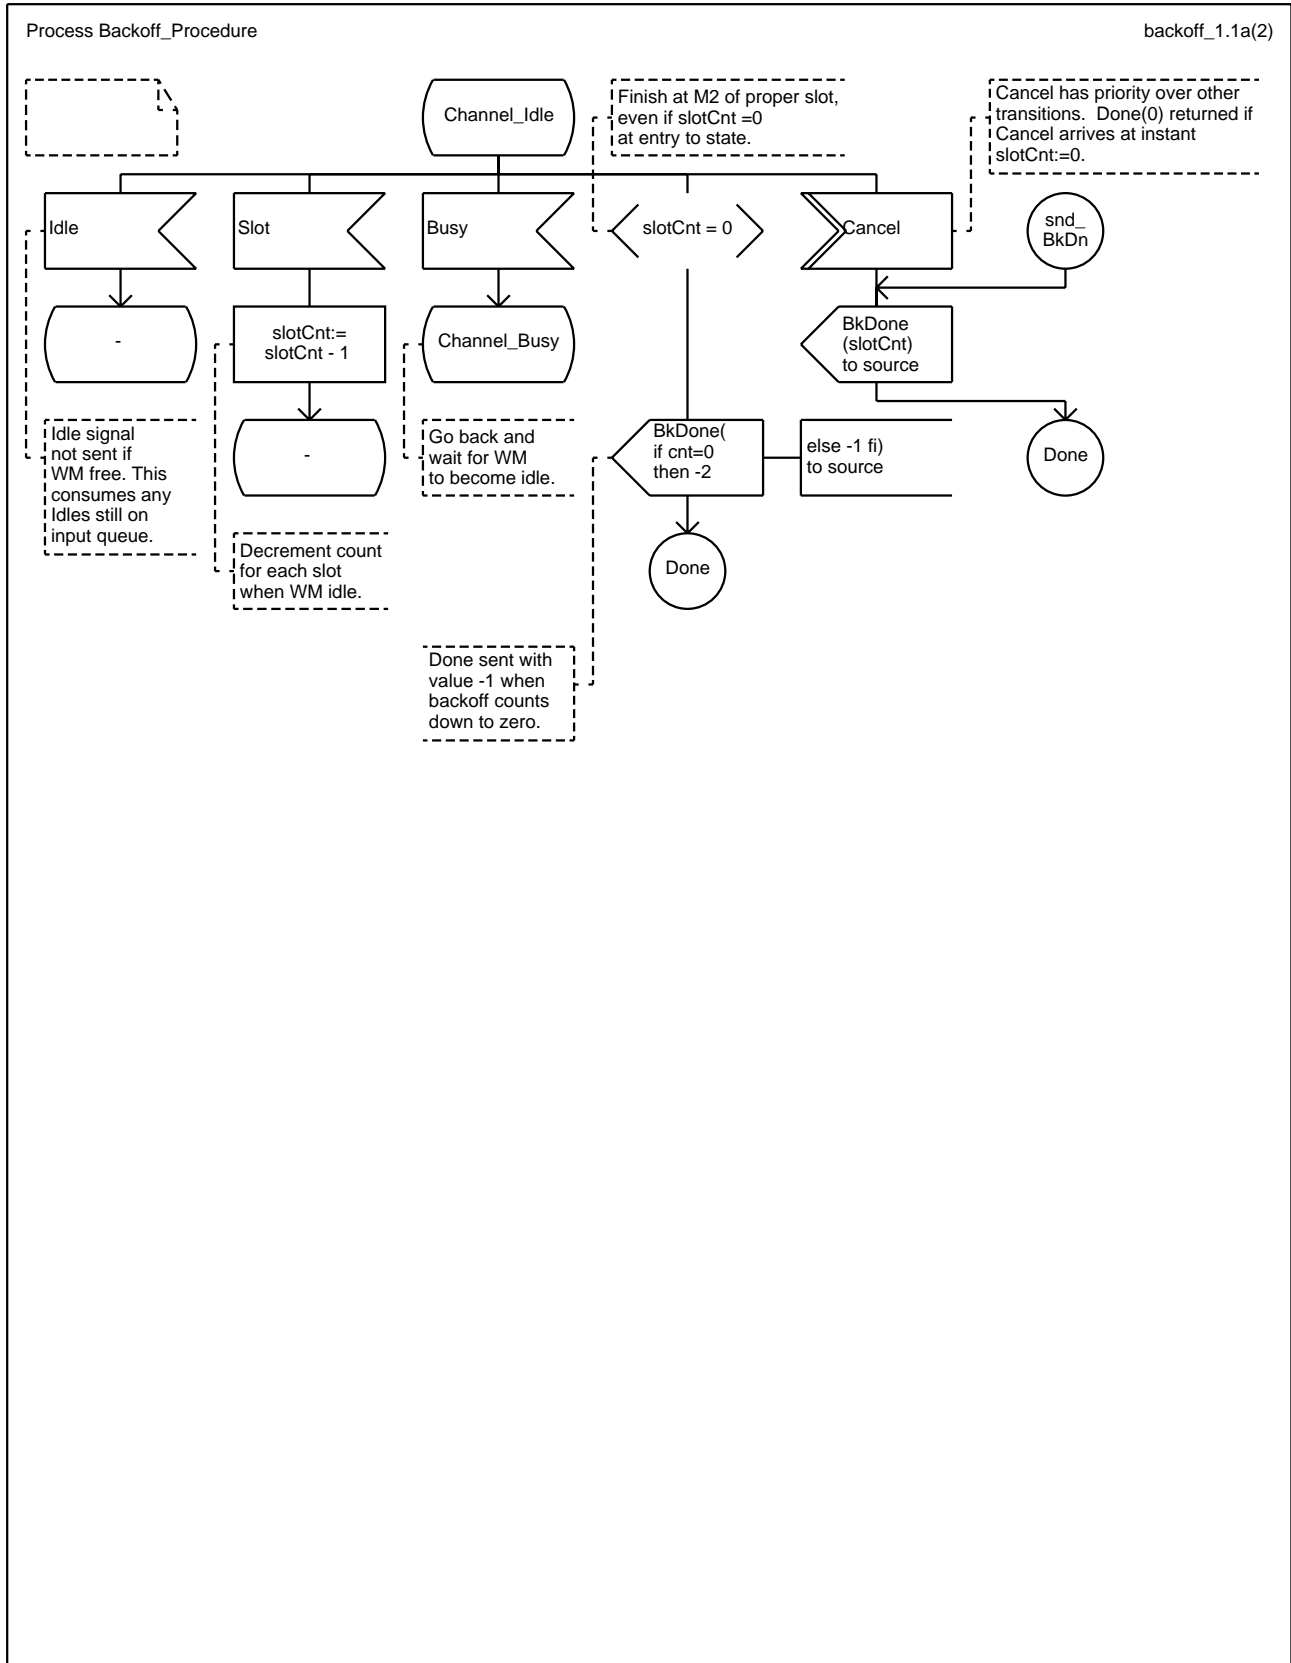 Process Backoff_Procedure
backoff_1.1a(2)
Channel_Idle
Finish at M2 of proper slot,
even if slotCnt =0
at entry to state.
Cancel has priority over other
transitions.  Done(0) returned if
Cancel arrives at instant
slotCnt:=0.
Idle
Slot
Busy
slotCnt = 0
Cancel
snd_
BkDn
-
slotCnt:=
slotCnt - 1
Channel_Busy
BkDone
(slotCnt)
to source
Idle signal
not sent if
WM free. This
consumes any
Idles still on
input queue.
-
Go back and
wait for WM
to become idle.
BkDone(
if cnt=0
then -2
else -1 fi)
to source
Done
Decrement count
for each slot
when WM idle.
Done
Done sent with
value -1 when
backoff counts
down to zero.